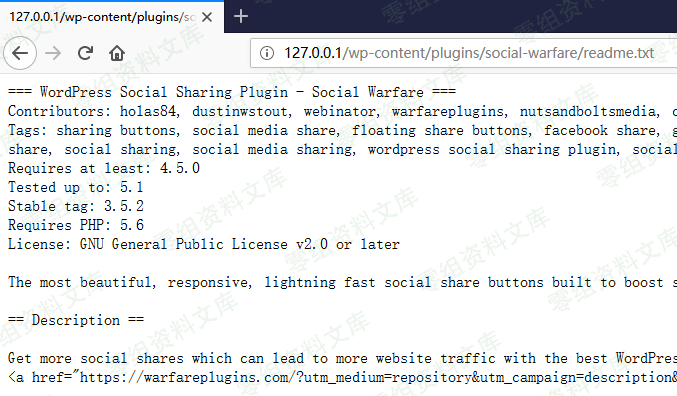 127.0.0.1/wp-content/plugins/sc
127.0.0.1/wp-content/plugins/social-warfare/readme.txt
=== WordPress Social Sharing Plugin - Social Warfare ===
Contributors: holas84, dustinwstout, webinator, warfareplugins, nutsandboltsmedia,
Tags: sharing buttons, social media share, floating share buttons, facebook share,
share, social sharing, social media sharing, wordpress social sharing plugin, social
Requires at least: 4.5.0
Tested up to: 5.1
Stable tag: 3.5.2
Requires PHP: 5.6
License: GNU General Public License v2.0 or later
The most beautiful, responsive, lightning fast social share buttons built to boost
== Description ==
Get more social shares which can lead to more website traffic with the best WordPres
<a href="https://warfareplugins.com/?utm_medium=repository&utm_campaign=description&
零组资料文库